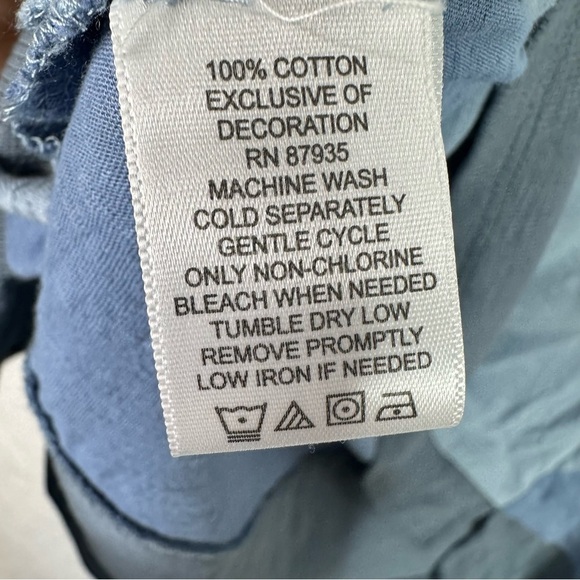 100% COTTON
EXCLUSIVE OF
DECORATION
RN 87935
MACHINE WASH
COLD SEPARATELY
GENTLE CYCLE
ONLY NON-CHLORINE
BLEACH WHEN NEEDED
TUMBLE DRY LOW
REMOVE PROMPTLY
LOW IRON IF NEEDED